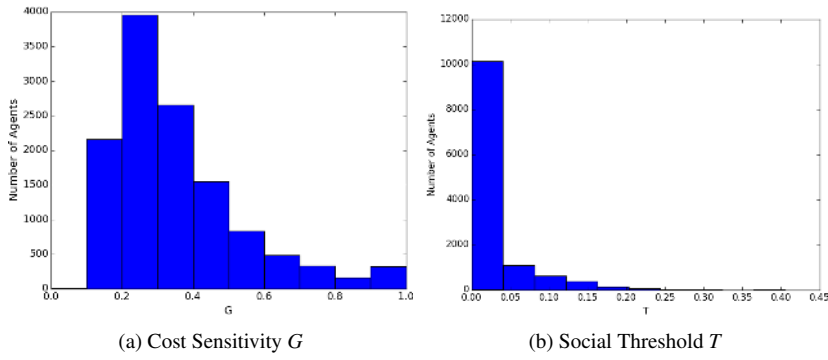 4000
3500
3000
2500
2000
1500
1000
500
0
Number of Agents
0.0 0.2 0.4 0.6 0.8 1.0
G
(a) Cost Sensitivity G
12000
10000
8000
6000
4000
2000
0
Number of Agents
0.00 0.05 0.10 0.15 0.20 0.25 0.30 0.35 0.40 0.45
T
(b) Social Threshold T